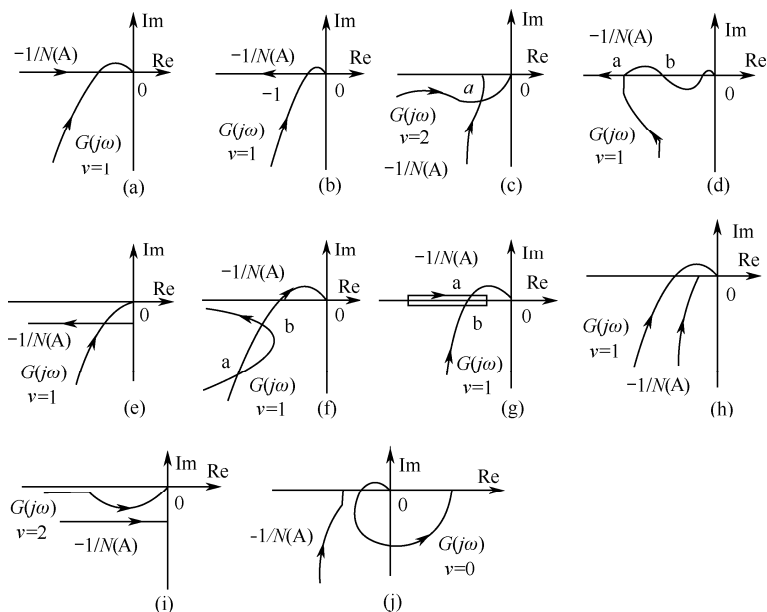 Im
−1/N(A)
Re
0
G(jω)
v=1
(a)
Im
−1/N(A)
Re
−1
0
G(jω)
v=1
(b)
Im
Re
a
0
G(jω)
v=2
−1/N(A)
(c)
Im
−1/N(A)
Re
a
b
0
G(jω)
v=1
(d)
Im
Re
0
−1/N(A)
G(jω)
v=1
(e)
Im
−1/N(A)
Re
0
b
a
G(jω)
v=1
(f)
Im
−1/N(A)
Re
a
0
b
G(jω)
v=1
(g)
Im
Re
0
G(jω)
v=1
−1/N(A)
(h)
Im
Re
0
G(jω)
v=2
−1/N(A)
(i)
Im
Re
0
−1/N(A)
G(jω)
v=0
(j)